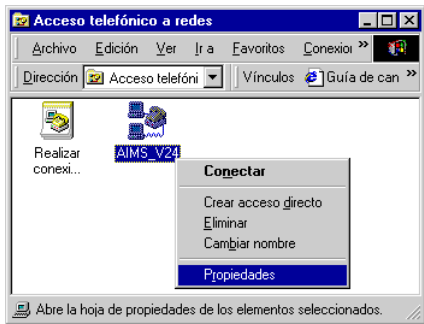 Acceso telefónico a redes
Archivo Edición Ver Ir a Favoritos Conexior »
Dirección Acceso telefóni Vínculos Guía de can »
Realizar
conexi...
AIMS_V24
Conectar
Crear acceso directo
Eliminar
Cambiar nombre
Propiedades
Abre la hoja de propiedades de los elementos seleccionados.